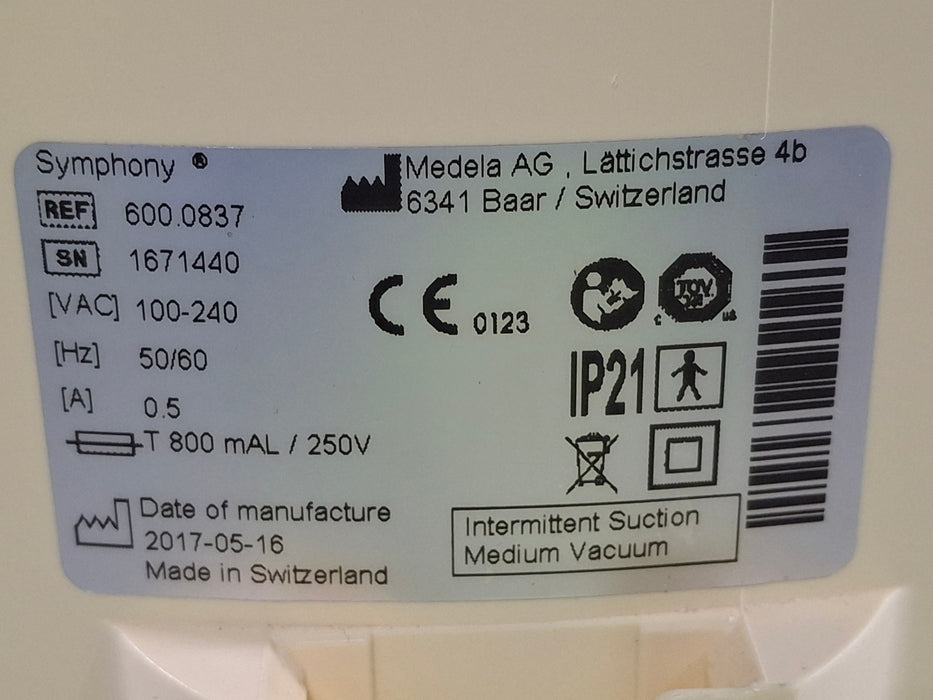 Symphony ®
REF 600.0837
SN 1671440
[VAC] 100-240
[Hz] 50/60
[A] 0.5
T 800 mAL / 250V
Date of manufacture
2017-05-16
Made in Switzerland
Medela AG , Lättichstrasse 4b
6341 Baar / Switzerland
CE 0123
TÜV
c us
IP21
Intermittent Suction
Medium Vacuum